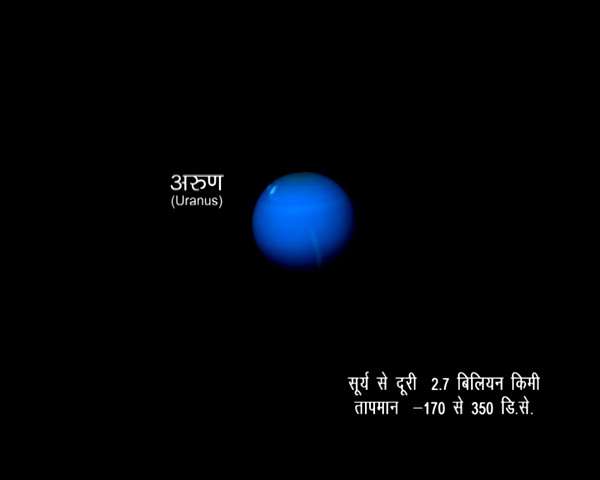 अरुण
(Uranus)
सूर्य से दूरी 2.7 बिलियन किमी
तापमान –170 से 350 डि.से.